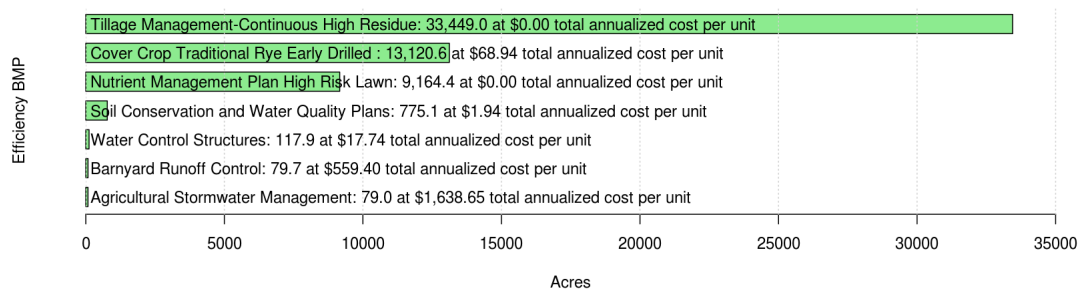 Efficiency BMP
Tillage Management-Continuous High Residue: 33,449.0 at $0.00 total annualized cost per unit
Cover Crop Traditional Rye Early Drilled : 13,120.6 at $68.94 total annualized cost per unit
Nutrient Management Plan High Risk Lawn: 9,164.4 at $0.00 total annualized cost per unit
Soil Conservation and Water Quality Plans: 775.1 at $1.94 total annualized cost per unit
Water Control Structures: 117.9 at $17.74 total annualized cost per unit
Barnyard Runoff Control: 79.7 at $559.40 total annualized cost per unit
Agricultural Stormwater Management: 79.0 at $1,638.65 total annualized cost per unit
0 5000 10000 15000 20000 25000 30000 35000
Acres